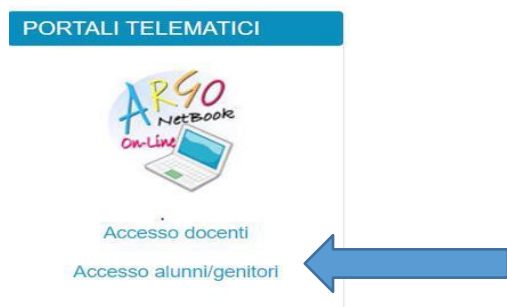 PORTALI TELEMATICI
ARGO
NetBook
On-Line
Accesso docenti
Accesso alunni/genitori